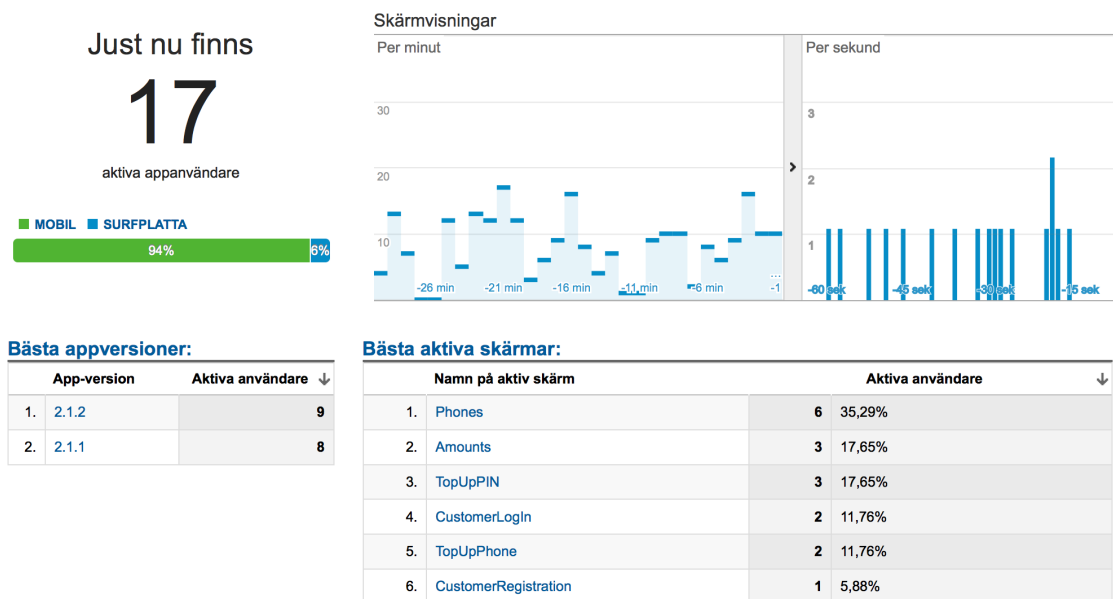 Just nu finns
17
aktiva appanvändare
MOBIL SURFPLATTA
94% 6%
Skärmvisningar
Per minut
30
20
10
-26 min -21 min -16 min -11 min -6 min -1
...
Per sekund
3
2
1
-60 sek -45 sek -30 sek -15 sek
Bästa appversioner:
App-version Aktiva användare
1. 2.1.2 9
2. 2.1.1 8
Bästa aktiva skärmar:
Namn på aktiv skärm Aktiva användare
1. Phones 6 35,29%
2. Amounts 3 17,65%
3. TopUpPIN 3 17,65%
4. CustomerLogIn 2 11,76%
5. TopUpPhone 2 11,76%
6. CustomerRegistration 1 5,88%